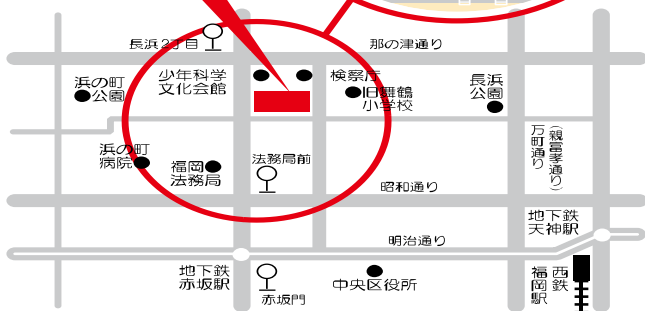 長浜2丁目
那の津通り
少年科学
文化会館
検察庁
浜の町
公園
旧舞鶴
小学校
長浜
公園
浜の町
病院
福岡
法務局
法務局前
万町通り
(親富孝通り)
昭和通り
地下鉄
天神駅
明治通り
地下鉄
赤坂駅
赤坂門
中央区役所
西鉄
福岡駅